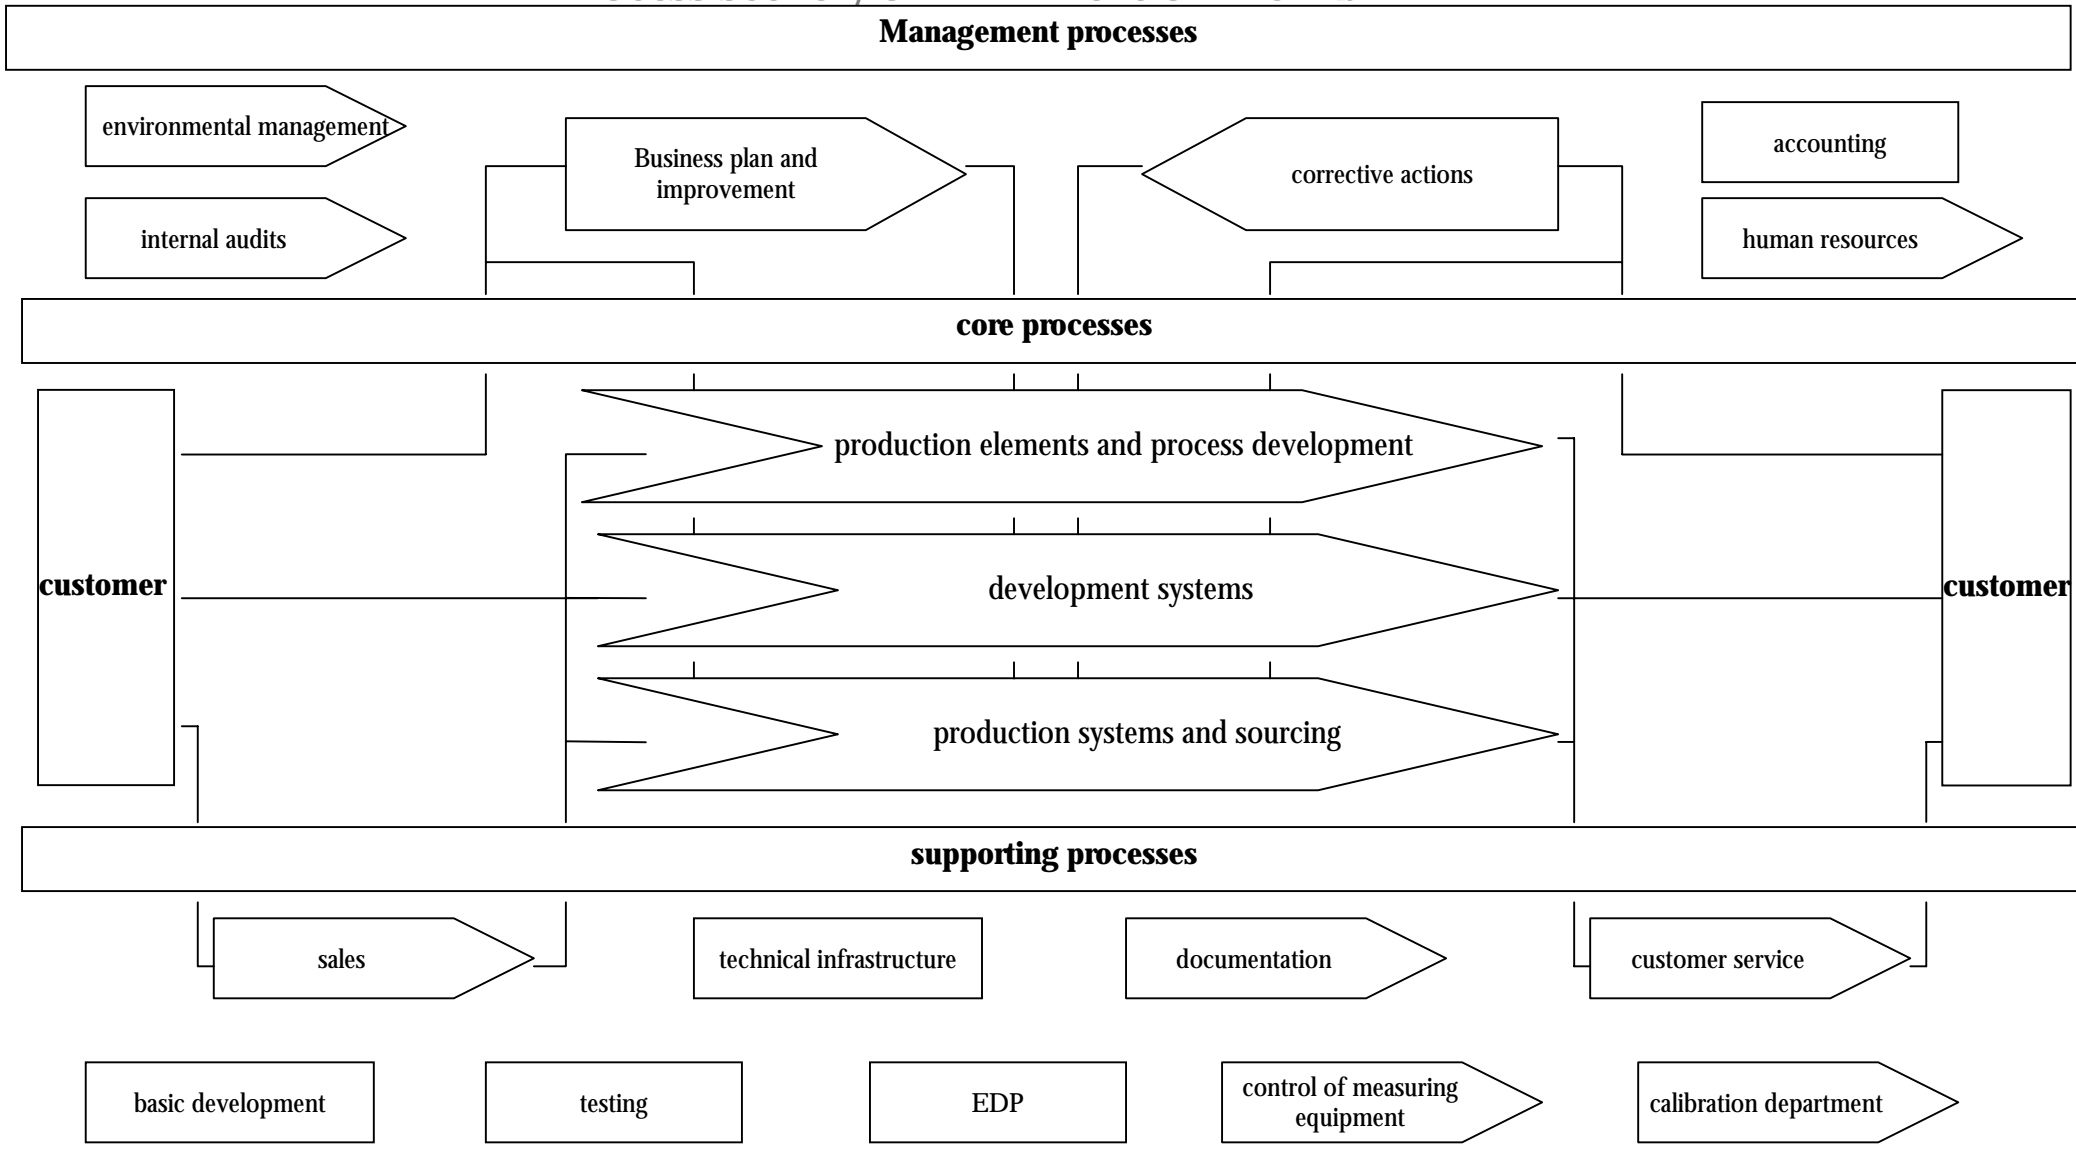 Management processes
environmental management
Business plan and
improvement
corrective actions
accounting
internal audits
human resources
core processes
customer
production elements and process development
development systems
production systems and sourcing
customer
supporting processes
sales
technical infrastructure
documentation
customer service
basic development
testing
EDP
control of measuring
equipment
calibration department